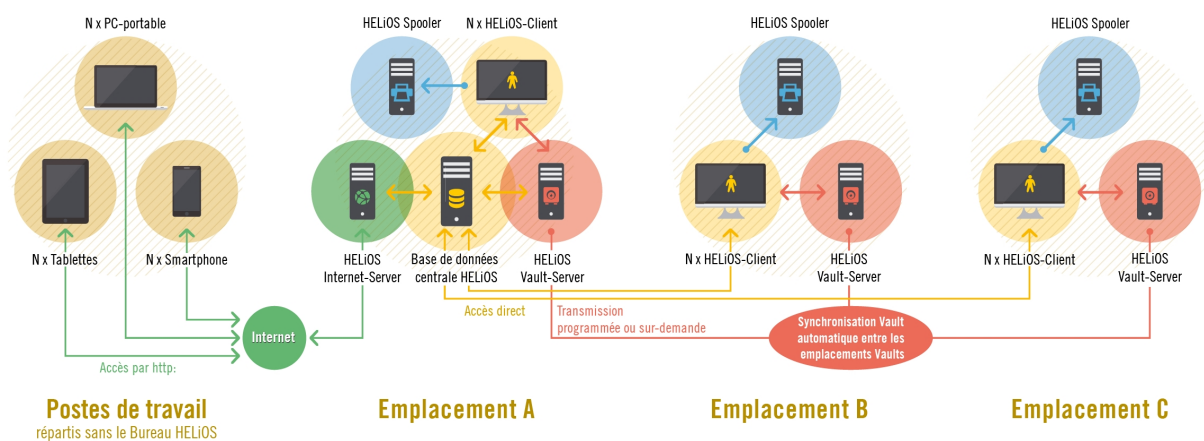 N x PC-portable
N x Tablettes
N x Smartphone
Internet
Accès par http:
Postes de travail
répartis sans le Bureau HELiOS
HELiOS Spooler
N x HELiOS-Client
HELiOS
Internet-Server
Base de données
centrale HELiOS
HELiOS
Vault-Server
Accès direct
Transmission
programmée ou sur-demande
Emplacement A
HELiOS Spooler
N x HELiOS-Client
HELiOS
Vault-Server
Synchronisation Vault
automatique entre les
emplacements Vaults
Emplacement B
HELiOS Spooler
N x HELiOS-Client
HELiOS
Vault-Server
Emplacement C